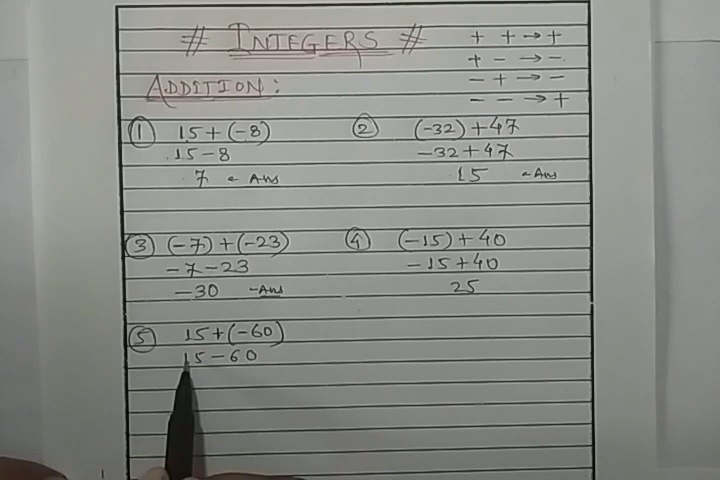 # INTEGERS #
+ + → +
+ - → -
- + → -
- - → +
ADDITION:
① 15+(-8)
15-8
7 ← Ans
② (-32)+47
-32+47
15 ← Ans
③ (-7)+(-23)
-7-23
-30 -Ans
④ (-15)+40
-15+40
25
⑤ 15+(-60)
15-60